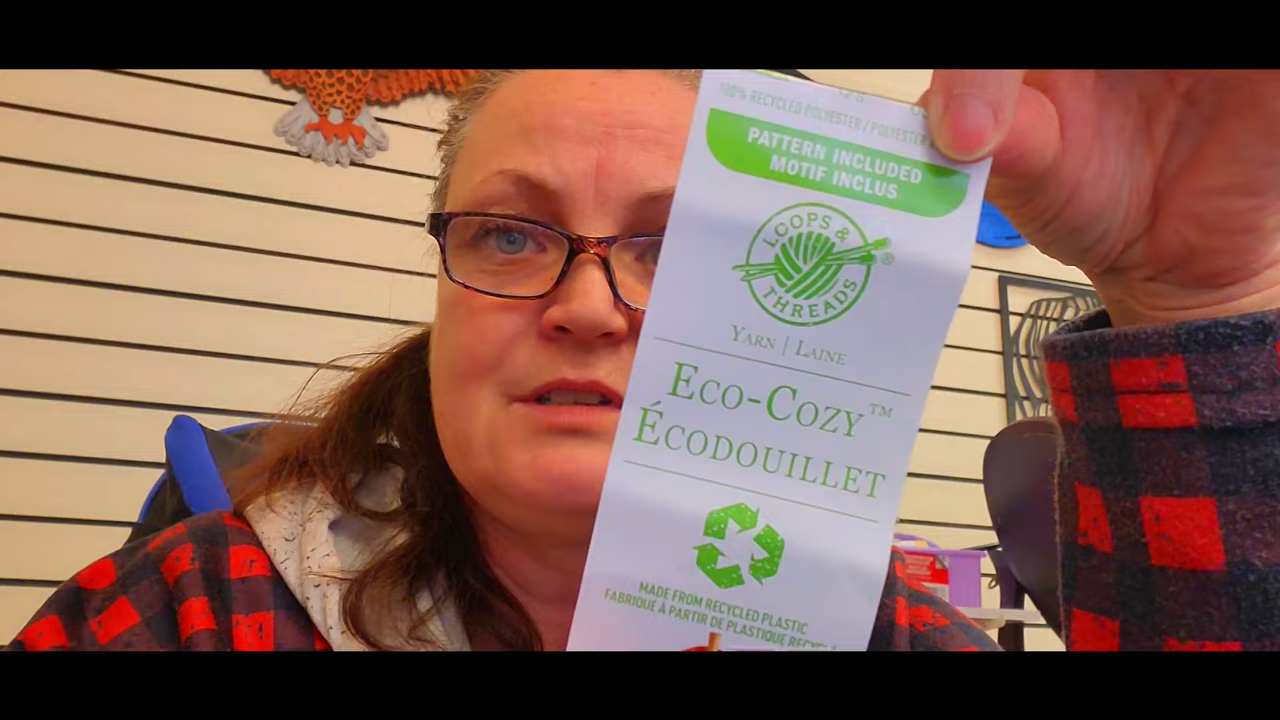 100% RECYCLED POLYESTER / POLYESTER
PATTERN INCLUDED
MOTIF INCLUS
LOOPS &
THREADS®
YARN | LAINE
ECO-COZY™
ÉCODOUILLET
MADE FROM RECYCLED PLASTIC
FABRIQUÉ À PARTIR DE PLASTIQUE RECYCLÉ